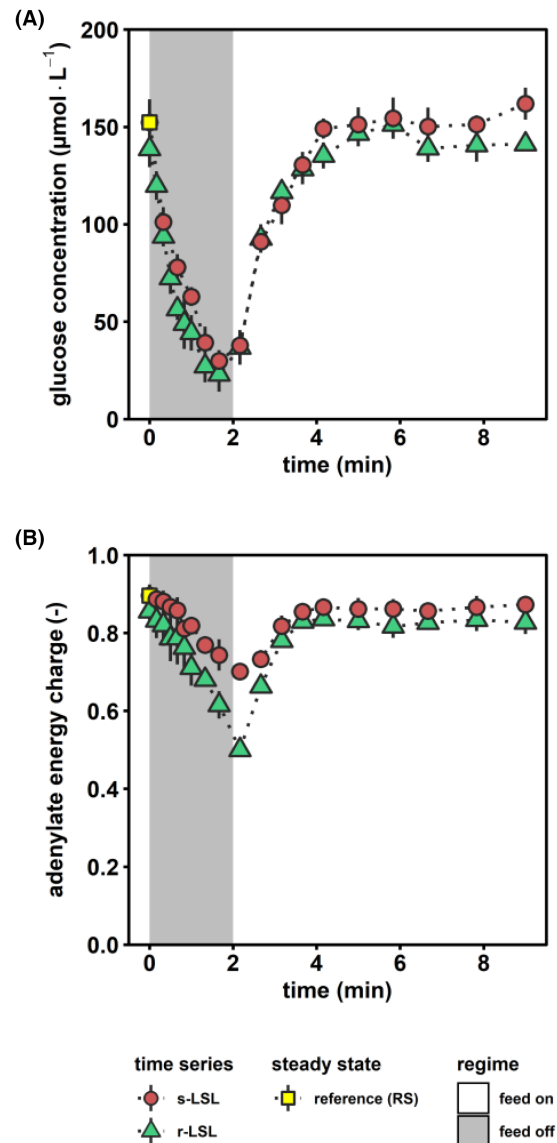 (A)
glucose concentration (µmol · L⁻¹)
200
150
100
50
0
0 2 4 6 8
time (min)
(B)
adenylate energy charge (-)
1.0
0.8
0.6
0.4
0.2
0.0
0 2 4 6 8
time (min)
time series steady state regime
s-LSL reference (RS) feed on
r-LSL feed off